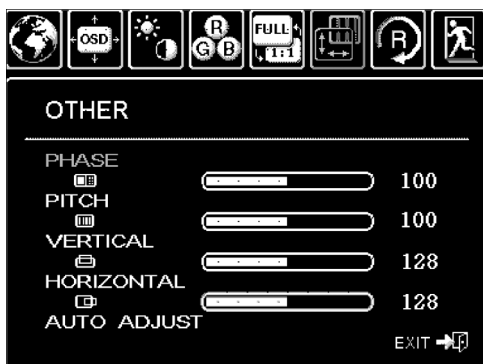 OSD
R
G B
FULL
1:1
R
OTHER
PHASE
100
PITCH
100
VERTICAL
128
HORIZONTAL
128
AUTO ADJUST
EXIT